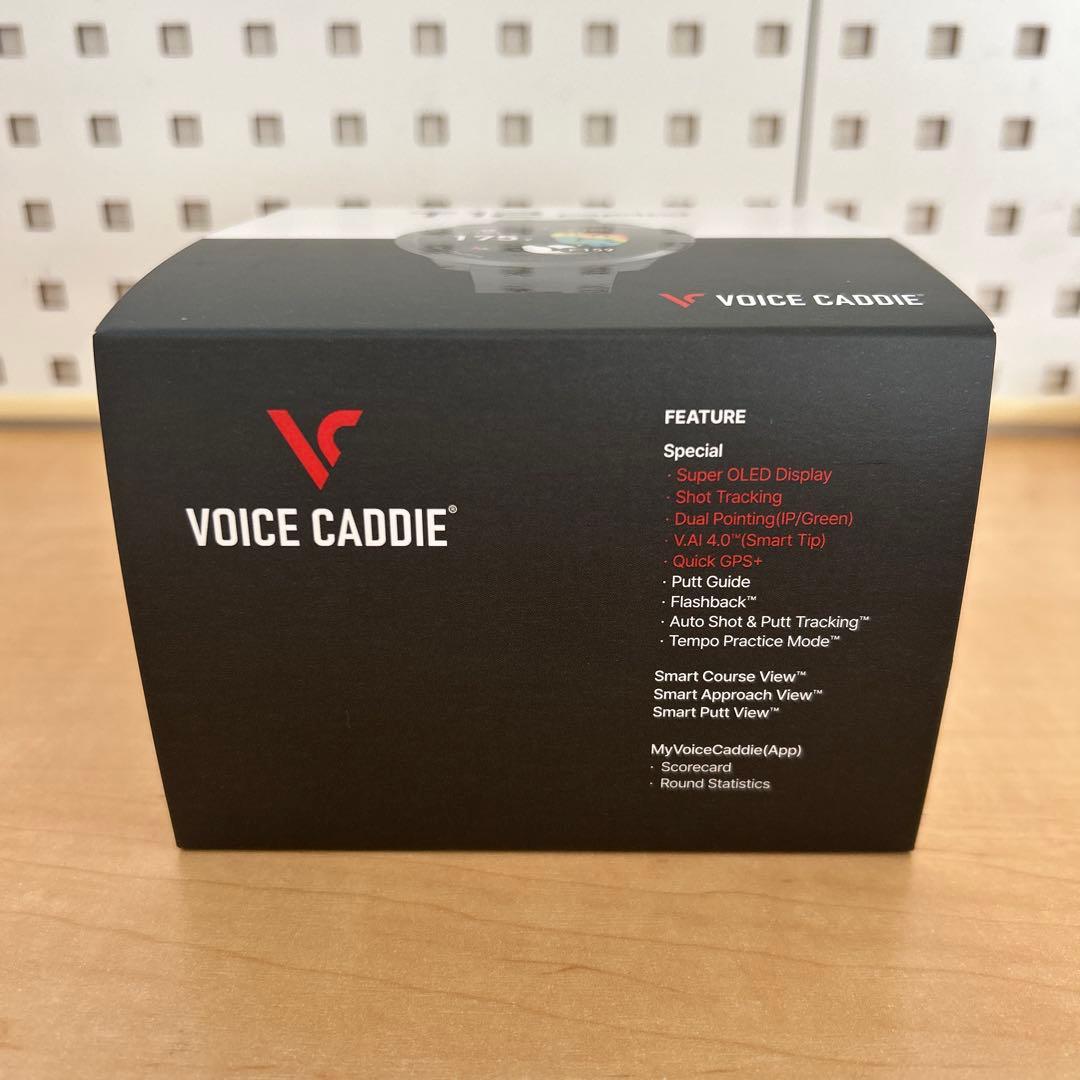 175
159
VOICE CADDIE
VOICE CADDIE®
FEATURE
Special
· Super OLED Display
· Shot Tracking
· Dual Pointing(IP/Green)
· V.AI 4.0™(Smart Tip)
· Quick GPS+
· Putt Guide
· Flashback™
· Auto Shot & Putt Tracking™
· Tempo Practice Mode™
Smart Course View™
Smart Approach View™
Smart Putt View™
MyVoiceCaddie(App)
· Scorecard
· Round Statistics